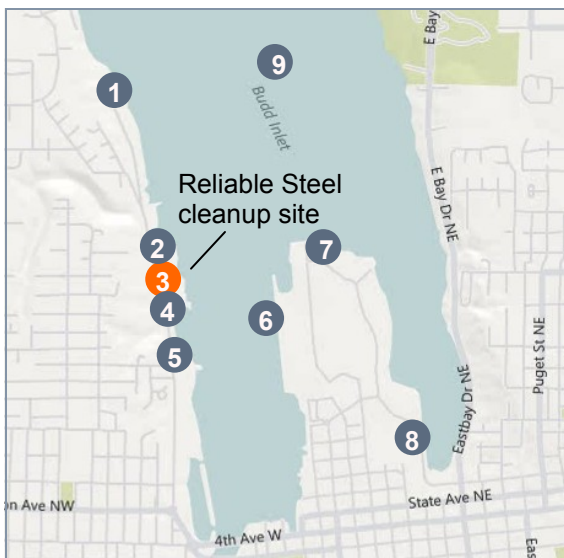 E Bay
9
1
Budd Inlet
E Bay Dr NE
Reliable Steel
cleanup site
2
7
3
4
6
5
Puget St NE
Eastbay Dr NE
8
State Ave NE
on Ave NW
4th Ave W
Eas